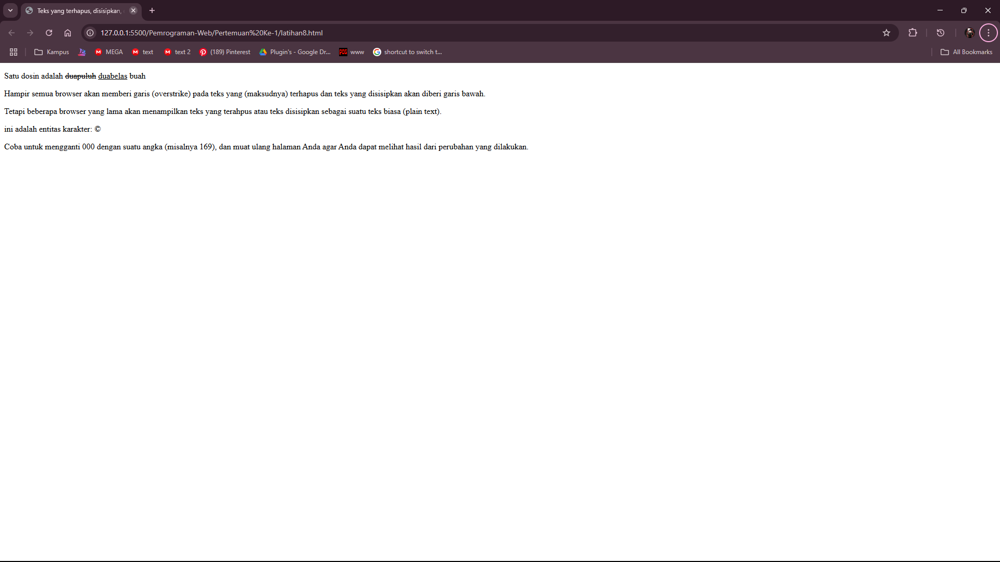 Teks yang terhapus, disisipkan,
127.0.0.1:5500/Pemrograman-Web/Pertemuan%20Ke-1/latihan8.html
Kampus MEGA text text 2 (189) Pinterest Plugin's - Google Dr... www shortcut to switch t... All Bookmarks
Satu dosin adalah duapuluh duabelas buah
Hampir semua browser akan memberi garis (overstrike) pada teks yang (maksudnya) terhapus dan teks yang disisipkan akan diberi garis bawah.
Tetapi beberapa browser yang lama akan menampilkan teks yang terahpus atau teks disisipkan sebagai suatu teks biasa (plain text).
ini adalah entitas karakter: ©
Coba untuk mengganti 000 dengan suatu angka (misalnya 169), dan muat ulang halaman Anda agar Anda dapat melihat hasil dari perubahan yang dilakukan.